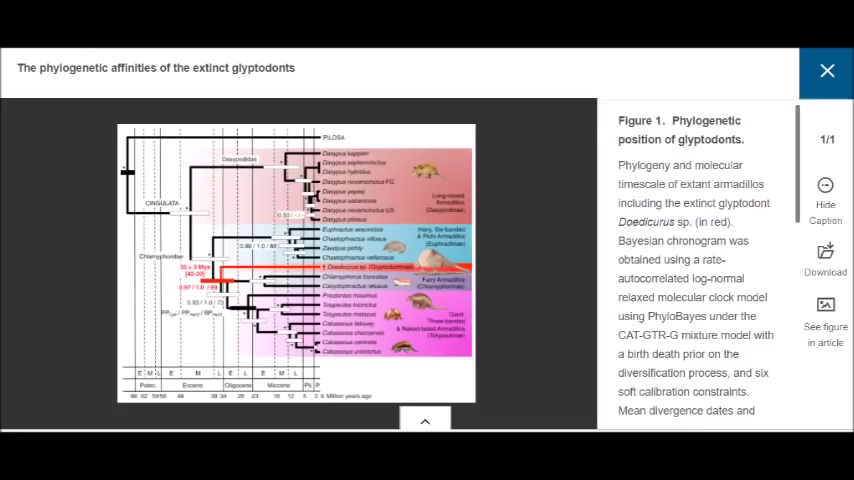 The phylogenetic affinities of the extinct glyptodonts
PILOSA
Dasypodidae
Dasypus kappleri
Dasypus septemcinctus
Dasypus hybridus
Dasypus novemcinctus FG
Dasypus yepesi
Dasypus sabanicola
Dasypus novemcinctus US
Dasypus pilosus
Long-nosed
Armadillos
(Dasypodinae)
CINGULATA
Euphractus sexcinctus
Chaetophractus villosus
Zaedyus pichiy
Chaetophractus vellerosus
Hairy, Six-banded
& Pichi Armadillos
(Euphractinae)
Chlamyphoridae
35 ± 3 Mya
† Doedicurus sp. (Glyptodontinae)
Chlamyphorus truncatus
Calyptophractus retusus
Fairy Armadillos
(Chlamyphorinae)
Priodontes maximus
Tolypeutes tricinctus
Tolypeutes matacus
Cabassous tatouay
Cabassous chacoensis
Cabassous centralis
Cabassous unicinctus
Giant,
Three-banded
& Naked-tailed Armadillos
(Tolypeutinae)
E M L E M L E L E M L
Paleo. Eocene Oligocene Miocene Pli. P.
Million years ago
Figure 1. Phylogenetic
position of glyptodonts.
Phylogeny and molecular
timescale of extant armadillos
including the extinct glyptodont
Doedicurus sp. (in red).
Bayesian chronogram was
obtained using a rate-
autocorrelated log-normal
relaxed molecular clock model
using PhyloBayes under the
CAT-GTR-G mixture model with
a birth death prior on the
diversification process, and six
soft calibration constraints.
Mean divergence dates and
1/1
Hide
Caption
Download
See figure
in article